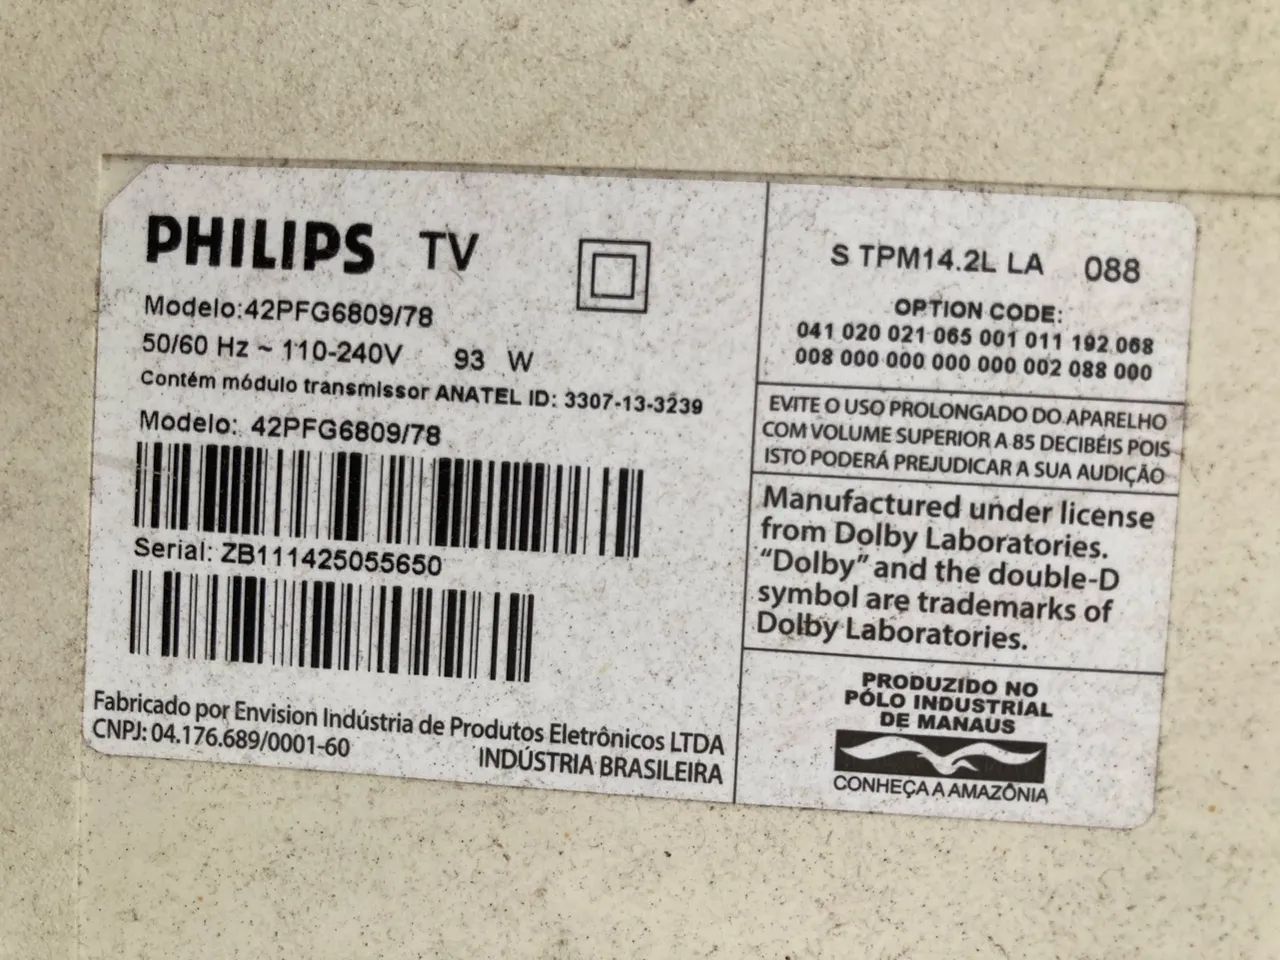 PHILIPS TV
Modelo:42PFG6809/78
50/60 Hz ~ 110-240V 93 W
Contém módulo transmissor ANATEL ID: 3307-13-3239
Modelo: 42PFG6809/78
Serial: ZB111425055650
Fabricado por Envision Indústria de Produtos Eletrônicos LTDA
CNPJ: 04.176.689/0001-60
INDÚSTRIA BRASILEIRA
S TPM14.2L LA 088
OPTION CODE:
041 020 021 065 001 011 192 068
008 000 000 000 000 002 088 000
EVITE O USO PROLONGADO DO APARELHO
COM VOLUME SUPERIOR A 85 DECIBÉIS POIS
ISTO PODERÁ PREJUDICAR A SUA AUDIÇÃO
Manufactured under license
from Dolby Laboratories.
“Dolby” and the double-D
symbol are trademarks of
Dolby Laboratories.
PRODUZIDO NO
PÓLO INDUSTRIAL
DE MANAUS
CONHEÇA A AMAZÔNIA